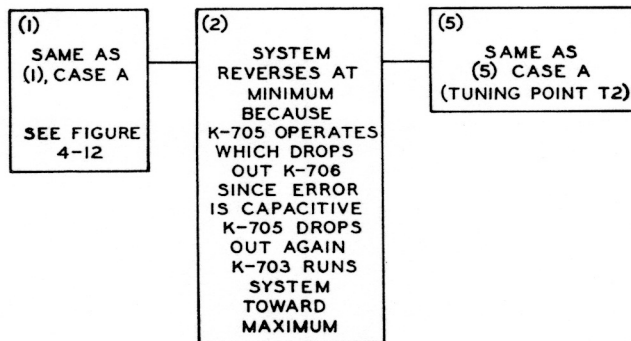 (1)
SAME AS
(1), CASE A
SEE FIGURE
4-12
(2)
SYSTEM
REVERSES AT
MINIMUM
BECAUSE
K-705 OPERATES
WHICH DROPS
OUT K-706
SINCE ERROR
IS CAPACITIVE
K-705 DROPS
OUT AGAIN
K-703 RUNS
SYSTEM
TOWARD
MAXIMUM
(5)
SAME AS
(5) CASE A
(TUNING POINT T2)